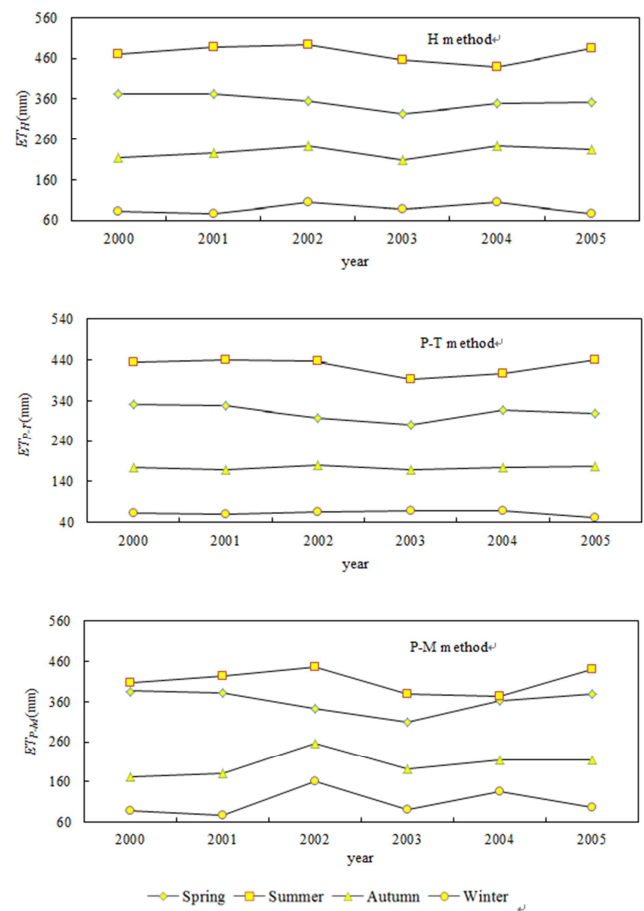 560
H method↵
460
360
260
160
60
ET_H(mm)
2000 2001 2002 2003 2004 2005
year
540
P-T method↵
440
340
240
140
40
ET_P-T(mm)
2000 2001 2002 2003 2004 2005
year
560
P-M method↵
460
360
260
160
60
ET_P-M(mm)
2000 2001 2002 2003 2004 2005
year
Spring Summer Autumn Winter
↵